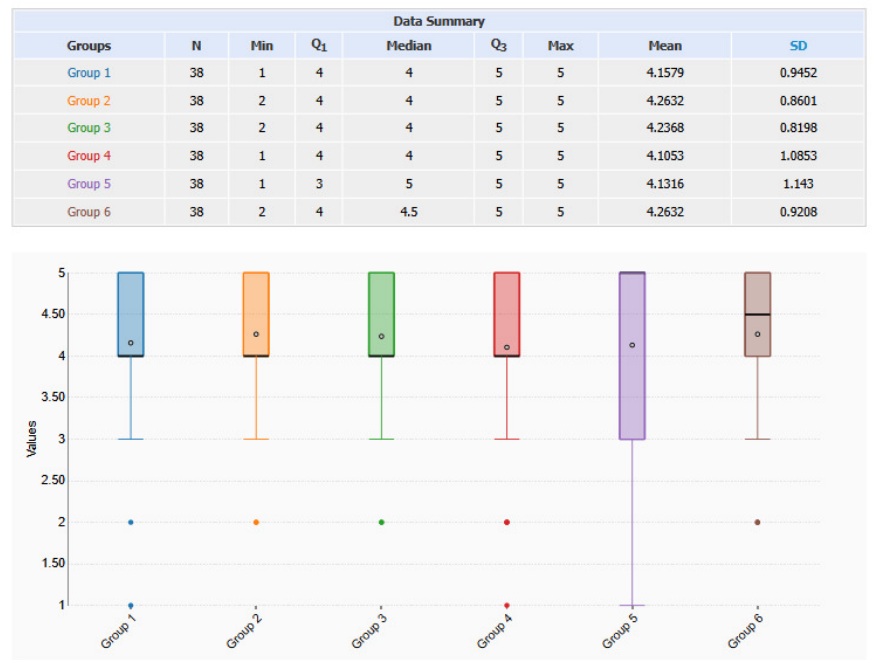 Data Summary
Groups N Min Q1 Median Q3 Max Mean SD
Group 1 38 1 4 4 5 5 4.1579 0.9452
Group 2 38 2 4 4 5 5 4.2632 0.8601
Group 3 38 2 4 4 5 5 4.2368 0.8198
Group 4 38 1 4 4 5 5 4.1053 1.0853
Group 5 38 1 3 5 5 5 4.1316 1.143
Group 6 38 2 4 4.5 5 5 4.2632 0.9208
5
4.50
4
3.50
3
2.50
2
1.50
1
Values
Group 1 Group 2 Group 3 Group 4 Group 5 Group 6